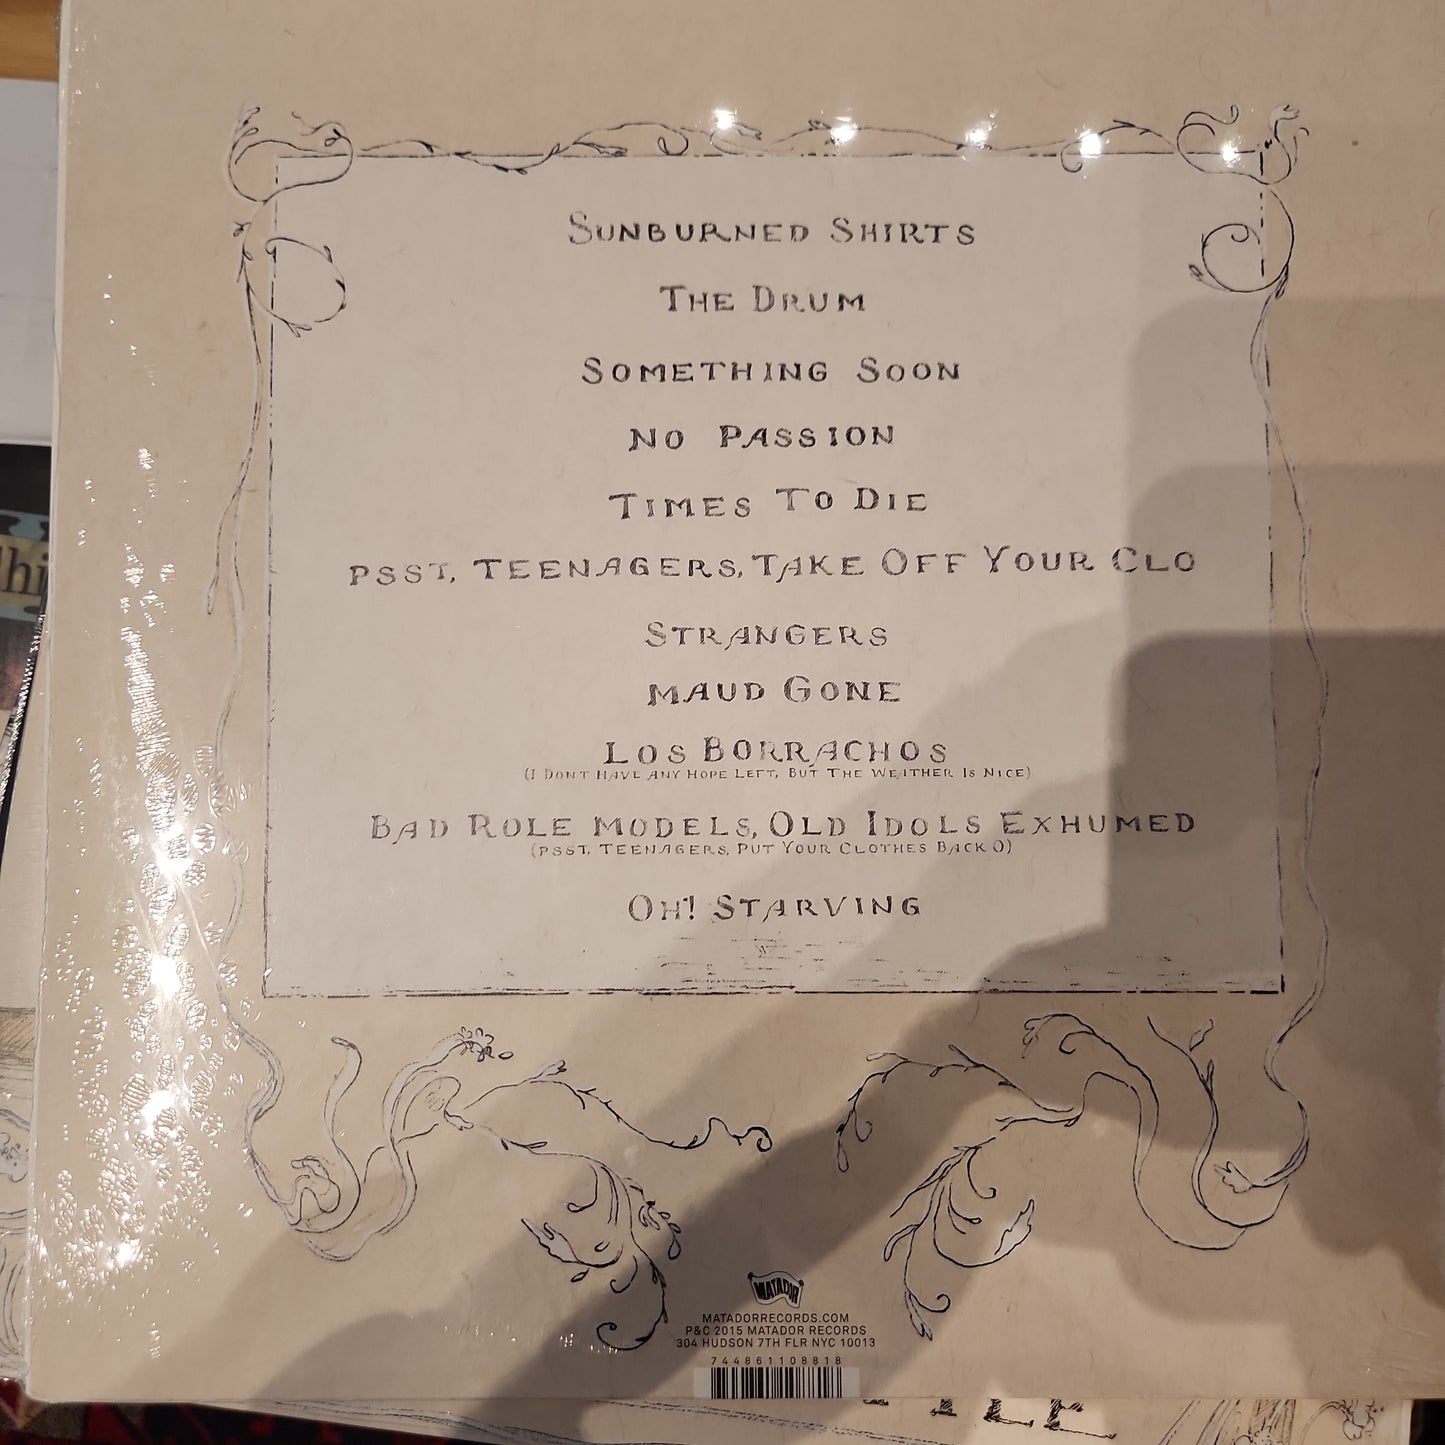 SUNBURNED SHIRTS
THE DRUM
SOMETHING SOON
NO PASSION
TIMES TO DIE
PSST, TEENAGERS, TAKE OFF YOUR CLO
STRANGERS
MAUD GONE
LOS BORRACHOS
(I DONT HAVE ANY HOPE LEFT, BUT THE WEATHER IS NICE)
BAD ROLE MODELS, OLD IDOLS EXHUMED
(PSST, TEENAGERS, PUT YOUR CLOTHES BACK O)
OH! STARVING
MATADOR
MATADORRECORDS.COM
P&C 2015 MATADOR RECORDS
304 HUDSON 7TH FLR NYC 10013
744861108818